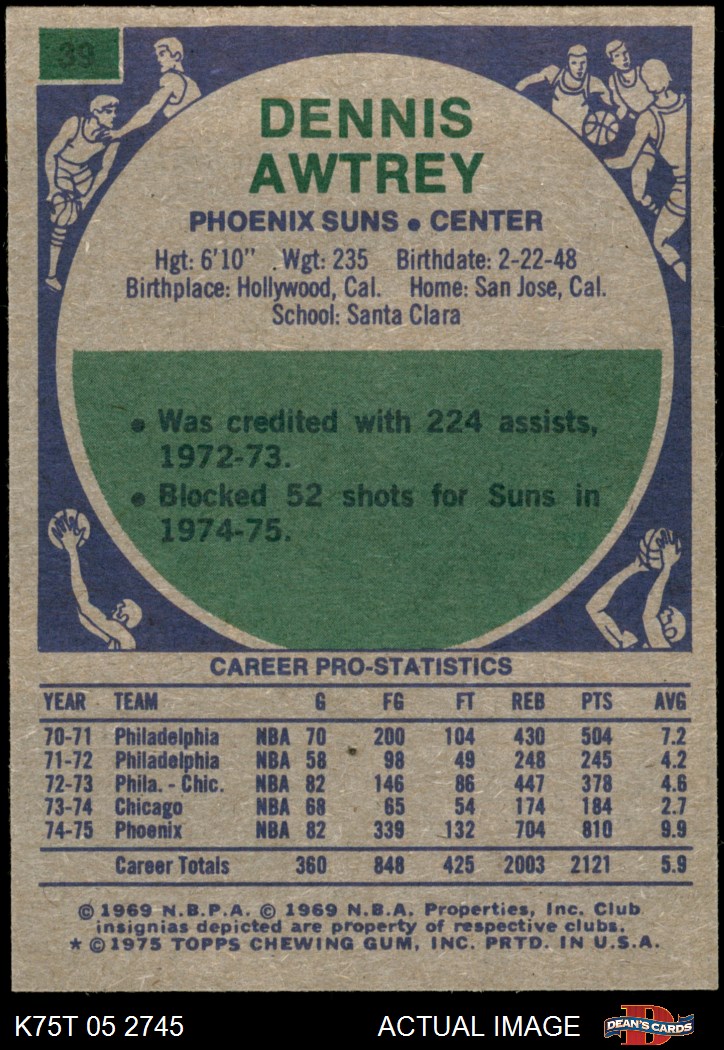 39
DENNIS
AWTREY
PHOENIX SUNS • CENTER
Hgt: 6'10" Wgt: 235 Birthdate: 2-22-48
Birthplace: Hollywood, Cal. Home: San Jose, Cal.
School: Santa Clara
• Was credited with 224 assists,
1972-73.
• Blocked 52 shots for Suns in
1974-75.
CAREER PRO-STATISTICS
YEAR TEAM G FG FT REB PTS AVG
70-71 Philadelphia NBA 70 200 104 430 504 7.2
71-72 Philadelphia NBA 58 98 49 248 245 4.2
72-73 Phila. - Chic. NBA 82 146 86 447 378 4.6
73-74 Chicago NBA 68 65 54 174 184 2.7
74-75 Phoenix NBA 82 339 132 704 810 9.9
Career Totals 360 848 425 2003 2121 5.9
© 1969 N.B.P.A. © 1969 N.B.A. Properties, Inc. Club
insignias depicted are property of respective clubs.
* © 1975 TOPPS CHEWING GUM, INC. PRTD. IN U.S.A.
K75T 05 2745 ACTUAL IMAGE DEAN'S CARDS